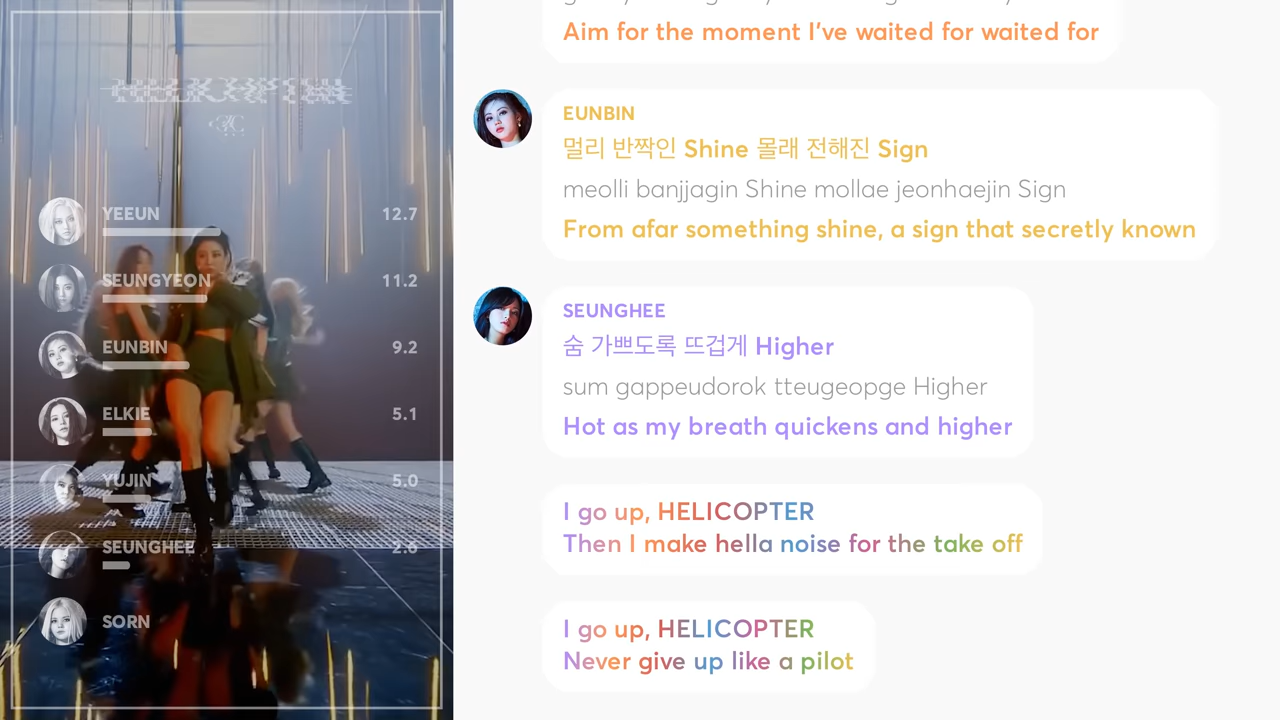 HELICOPTER
CLC
YEEUN 12.7
SEUNGYEON 11.2
EUNBIN 9.2
ELKIE 5.1
YUJIN 5.0
SEUNGHEE 2.6
SORN
Aim for the moment I've waited for waited for
EUNBIN
멀리 반짝인 Shine 몰래 전해진 Sign
meolli banjjagin Shine mollae jeonhaejin Sign
From afar something shine, a sign that secretly known
SEUNGHEE
숨 가쁘도록 뜨겁게 Higher
sum gappeudorok tteugeopge Higher
Hot as my breath quickens and higher
I go up, HELICOPTER
Then I make hella noise for the take off
I go up, HELICOPTER
Never give up like a pilot